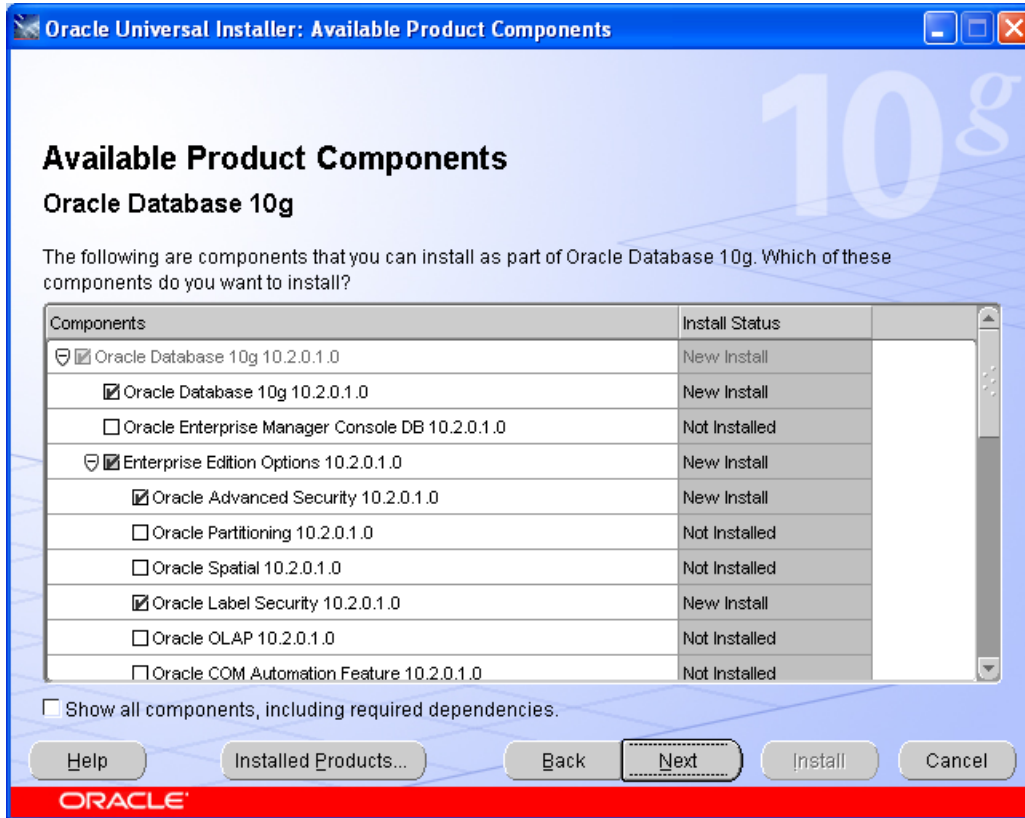 Oracle Universal Installer: Available Product Components
10g
Available Product Components
Oracle Database 10g
The following are components that you can install as part of Oracle Database 10g. Which of these
components do you want to install?
Components Install Status
Oracle Database 10g 10.2.0.1.0 New Install
Oracle Database 10g 10.2.0.1.0 New Install
Oracle Enterprise Manager Console DB 10.2.0.1.0 Not Installed
Enterprise Edition Options 10.2.0.1.0 New Install
Oracle Advanced Security 10.2.0.1.0 New Install
Oracle Partitioning 10.2.0.1.0 Not Installed
Oracle Spatial 10.2.0.1.0 Not Installed
Oracle Label Security 10.2.0.1.0 New Install
Oracle OLAP 10.2.0.1.0 Not Installed
Oracle COM Automation Feature 10.2.0.1.0 Not Installed
Show all components, including required dependencies.
Help Installed Products... Back Next Install Cancel
ORACLE